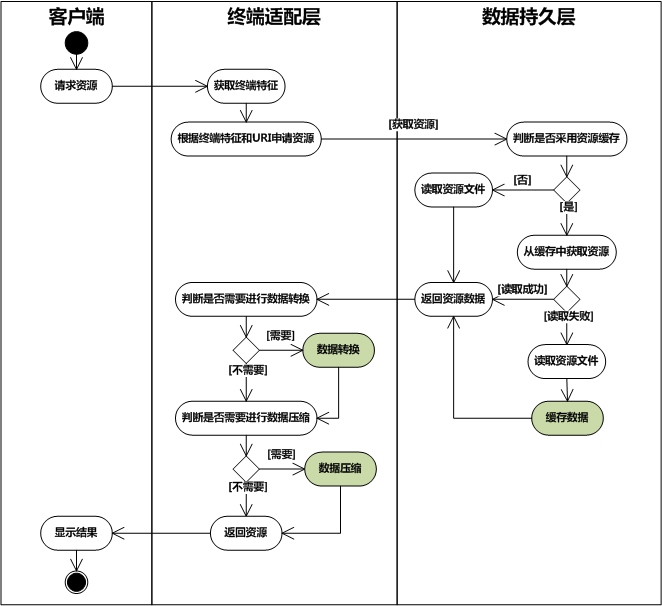 客户端
终端适配层
数据持久层
请求资源
获取终端特征
根据终端特征和URI申请资源
[获取资源]
判断是否采用资源缓存
[否]
读取资源文件
[是]
从缓存中获取资源
[读取成功]
返回资源数据
判断是否需要进行数据转换
[读取失败]
[需要]
数据转换
读取资源文件
[不需要]
判断是否需要进行数据压缩
缓存数据
[需要]
数据压缩
[不需要]
返回资源
显示结果